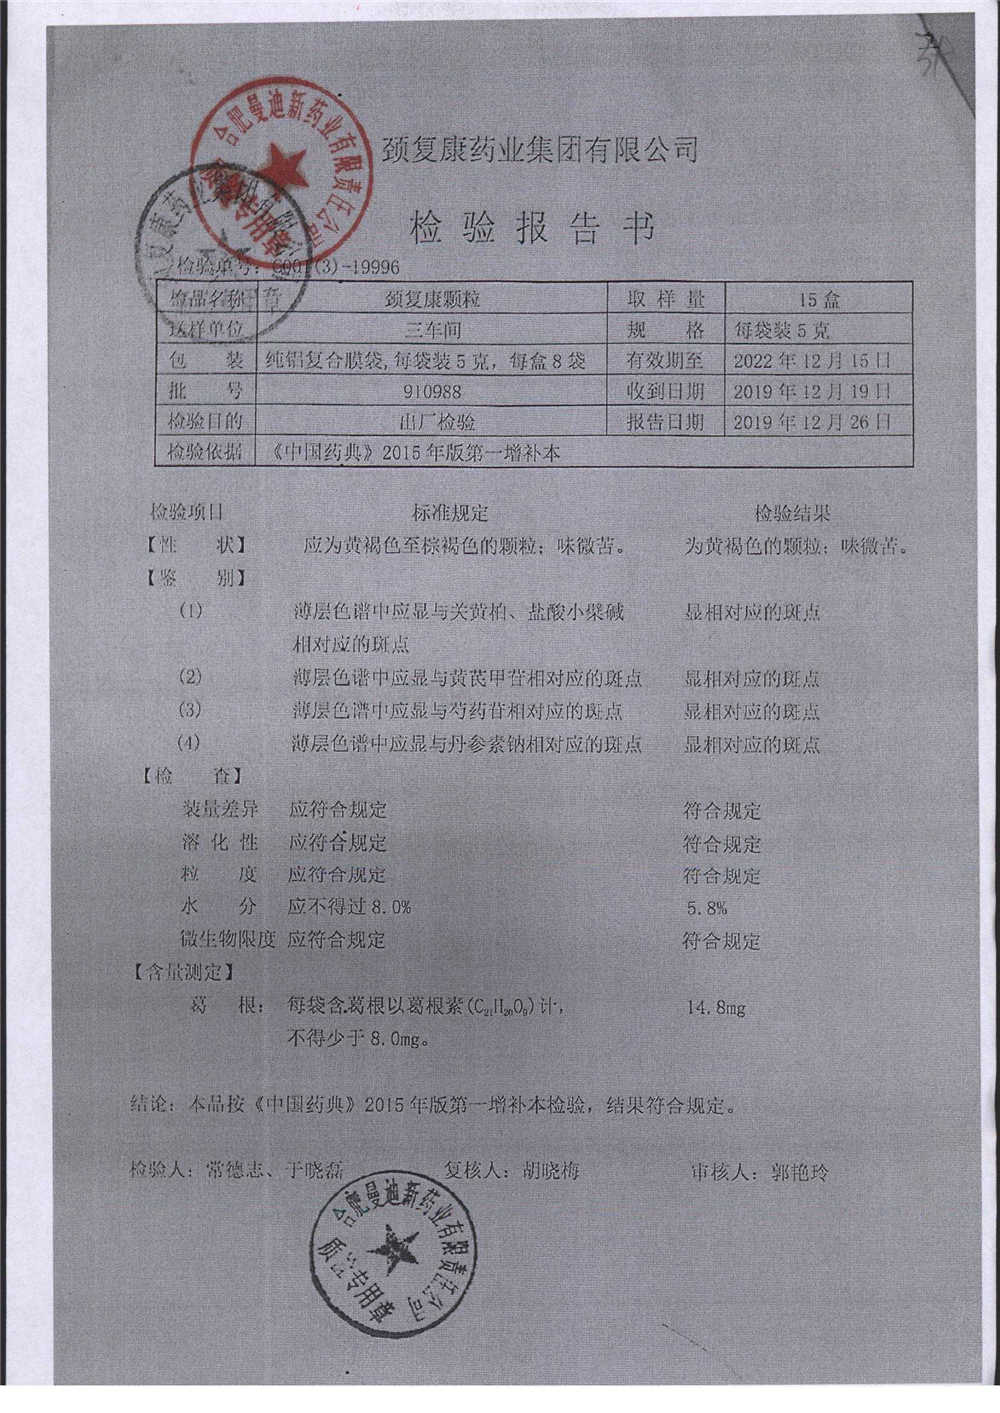 合肥曼迪新药业有限责任公司
专用章
颈复康药业集团有限公司
检验报告书
检验单号：C001(3)-19996
检品名称 颈复康颗粒 取样量 15盒
送样单位 三车间 规格 每袋装5克
包装 纯铝复合膜袋,每袋装5克，每盒8袋 有效期至 2022年12月15日
批号 910988 收到日期 2019年12月19日
检验目的 出厂检验 报告日期 2019年12月26日
检验依据 《中国药典》2015年版第一增补本
检验项目 标准规定 检验结果
【性状】 应为黄褐色至棕褐色的颗粒；味微苦。 为黄褐色的颗粒；味微苦。
【鉴别】
(1) 薄层色谱中应显与关黄柏、盐酸小檗碱 显相对应的斑点
相对应的斑点
(2) 薄层色谱中应显与黄芪甲苷相对应的斑点 显相对应的斑点
(3) 薄层色谱中应显与芍药苷相对应的斑点 显相对应的斑点
(4) 薄层色谱中应显与丹参素钠相对应的斑点 显相对应的斑点
【检查】
装量差异 应符合规定 符合规定
溶化性 应符合规定 符合规定
粒度 应符合规定 符合规定
水分 应不得过8.0% 5.8%
微生物限度 应符合规定 符合规定
【含量测定】
葛根： 每袋含葛根以葛根素(C₂₁H₂₀O₉)计， 14.8mg
不得少于8.0mg。
结论：本品按《中国药典》2015年版第一增补本检验，结果符合规定。
检验人：常德志、于晓磊 复核人：胡晓梅 审核人：郭艳玲
合肥曼迪新药业有限责任公司
质管专用章